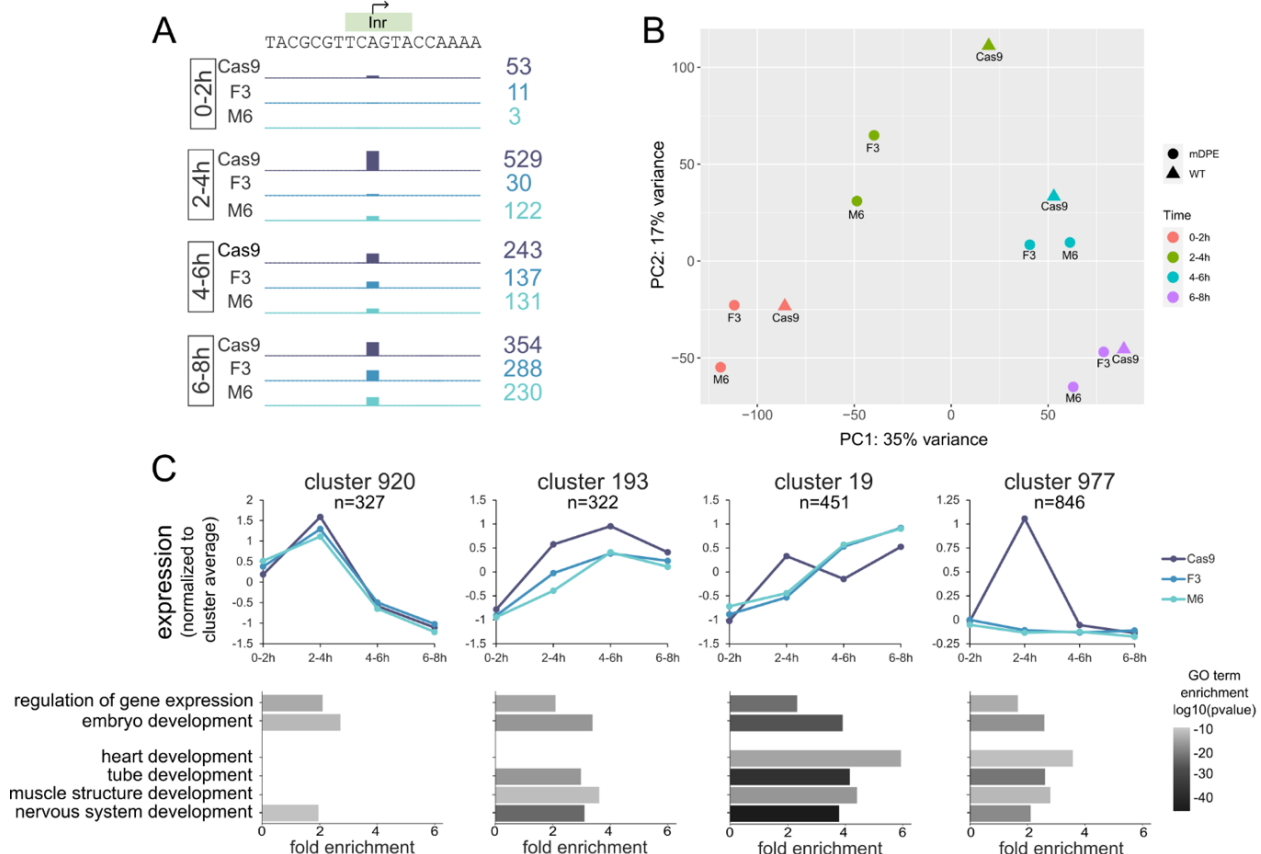 A
Inr
TACGCGTTCAGTACCAAAA
0-2h
Cas9 53
F3 11
M6 3
2-4h
Cas9 529
F3 30
M6 122
4-6h
Cas9 243
F3 137
M6 131
6-8h
Cas9 354
F3 288
M6 230
B
PC2: 17% variance
100
50
0
−50
−100 −50 0 50
PC1: 35% variance
Cas9
F3
M6
Cas9
F3 M6
F3 Cas9
M6
F3 Cas9
M6
mDPE
WT
Time
0-2h
2-4h
4-6h
6-8h
C
expression
(normalized to
cluster average)
cluster 920
n=327
2
1.5
1
0.5
0
-0.5
-1
-1.5
0-2h 2-4h 4-6h 6-8h
cluster 193
n=322
1.5
1
0.5
0
-0.5
-1
-1.5
0-2h 2-4h 4-6h 6-8h
cluster 19
n=451
1.5
1
0.5
0
-0.5
-1
-1.5
0-2h 2-4h 4-6h 6-8h
cluster 977
n=846
1.25
1
0.75
0.5
0.25
0
-0.25
0-2h 2-4h 4-6h 6-8h
Cas9
F3
M6
regulation of gene expression
embryo development
heart development
tube development
muscle structure development
nervous system development
0 2 4 6
fold enrichment
0 2 4 6
fold enrichment
0 2 4 6
fold enrichment
0 2 4 6
fold enrichment
GO term
enrichment
log10(pvalue)
-10
-20
-30
-40